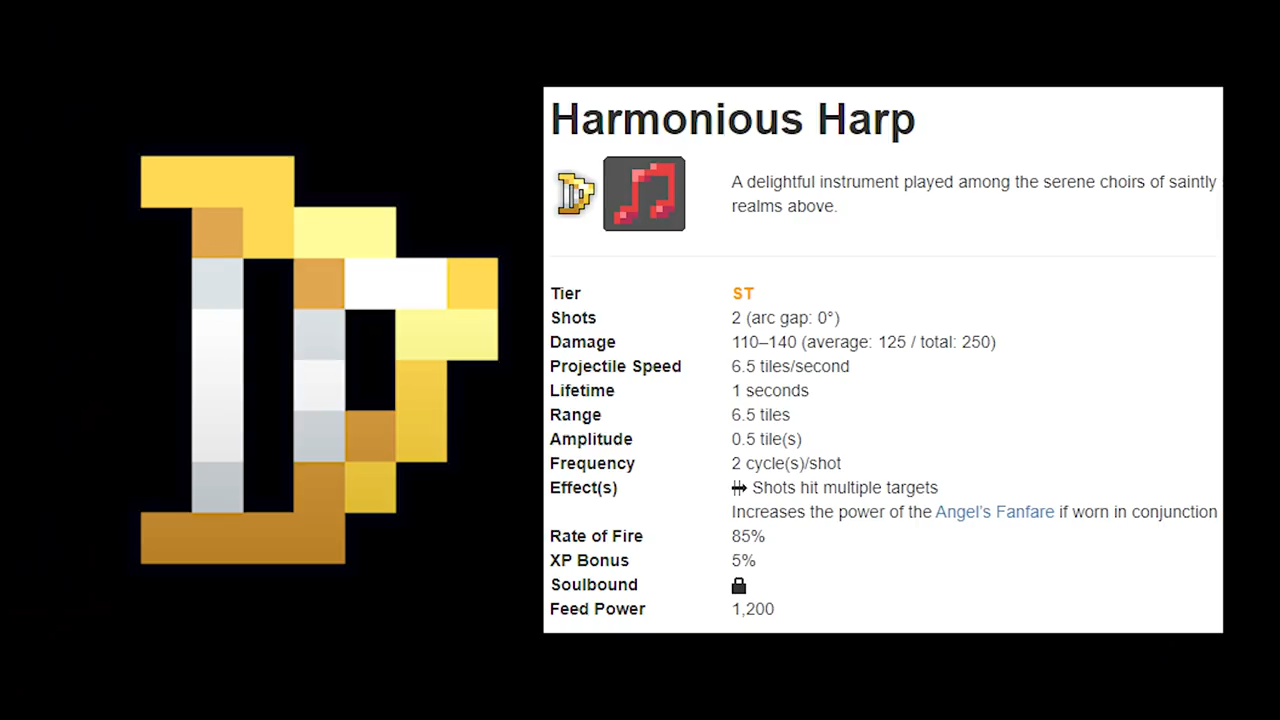 Harmonious Harp
A delightful instrument played among the serene choirs of saintly
realms above.
Tier ST
Shots 2 (arc gap: 0°)
Damage 110–140 (average: 125 / total: 250)
Projectile Speed 6.5 tiles/second
Lifetime 1 seconds
Range 6.5 tiles
Amplitude 0.5 tile(s)
Frequency 2 cycle(s)/shot
Effect(s) Shots hit multiple targets
Increases the power of the Angel's Fanfare if worn in conjunction
Rate of Fire 85%
XP Bonus 5%
Soulbound
Feed Power 1,200